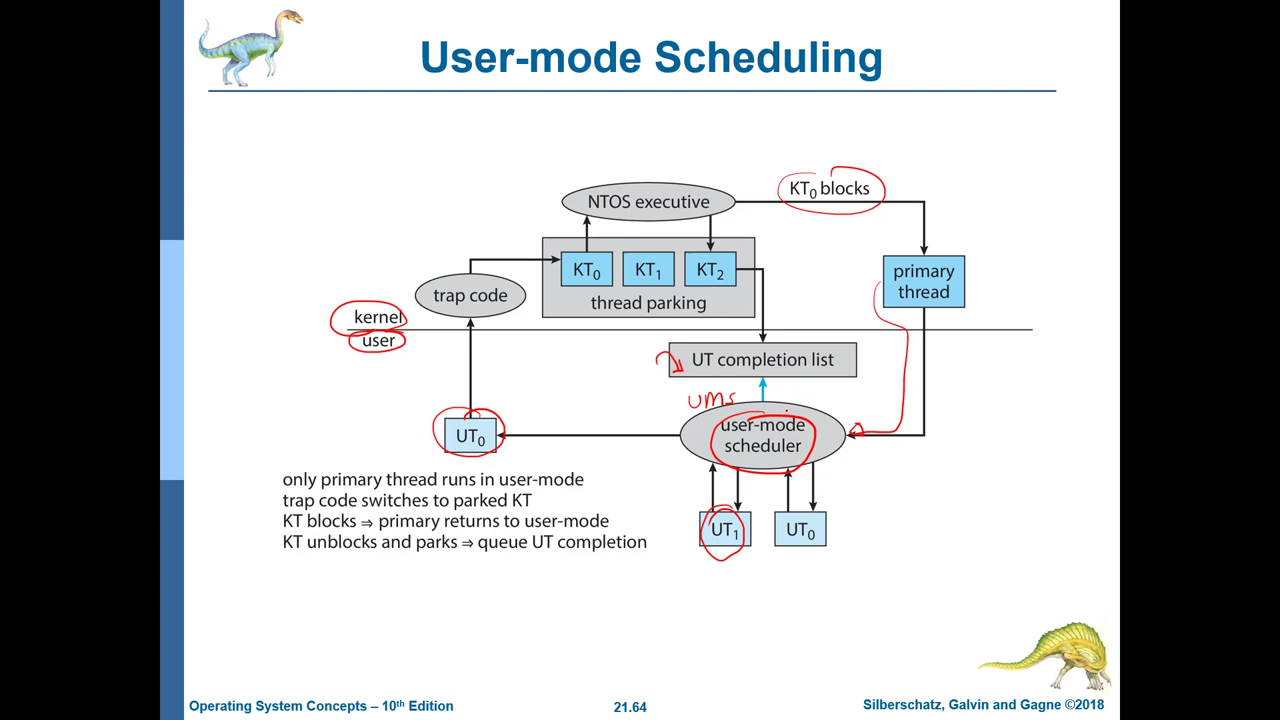 User-mode Scheduling
KT0 blocks
NTOS executive
KT0 KT1 KT2
primary
thread
trap code
thread parking
kernel
user
UT completion list
ums
user-mode
scheduler
UT0
only primary thread runs in user-mode
trap code switches to parked KT
KT blocks ⇒ primary returns to user-mode
KT unblocks and parks ⇒ queue UT completion
UT1 UT0
Operating System Concepts – 10th Edition
21.64
Silberschatz, Galvin and Gagne ©2018